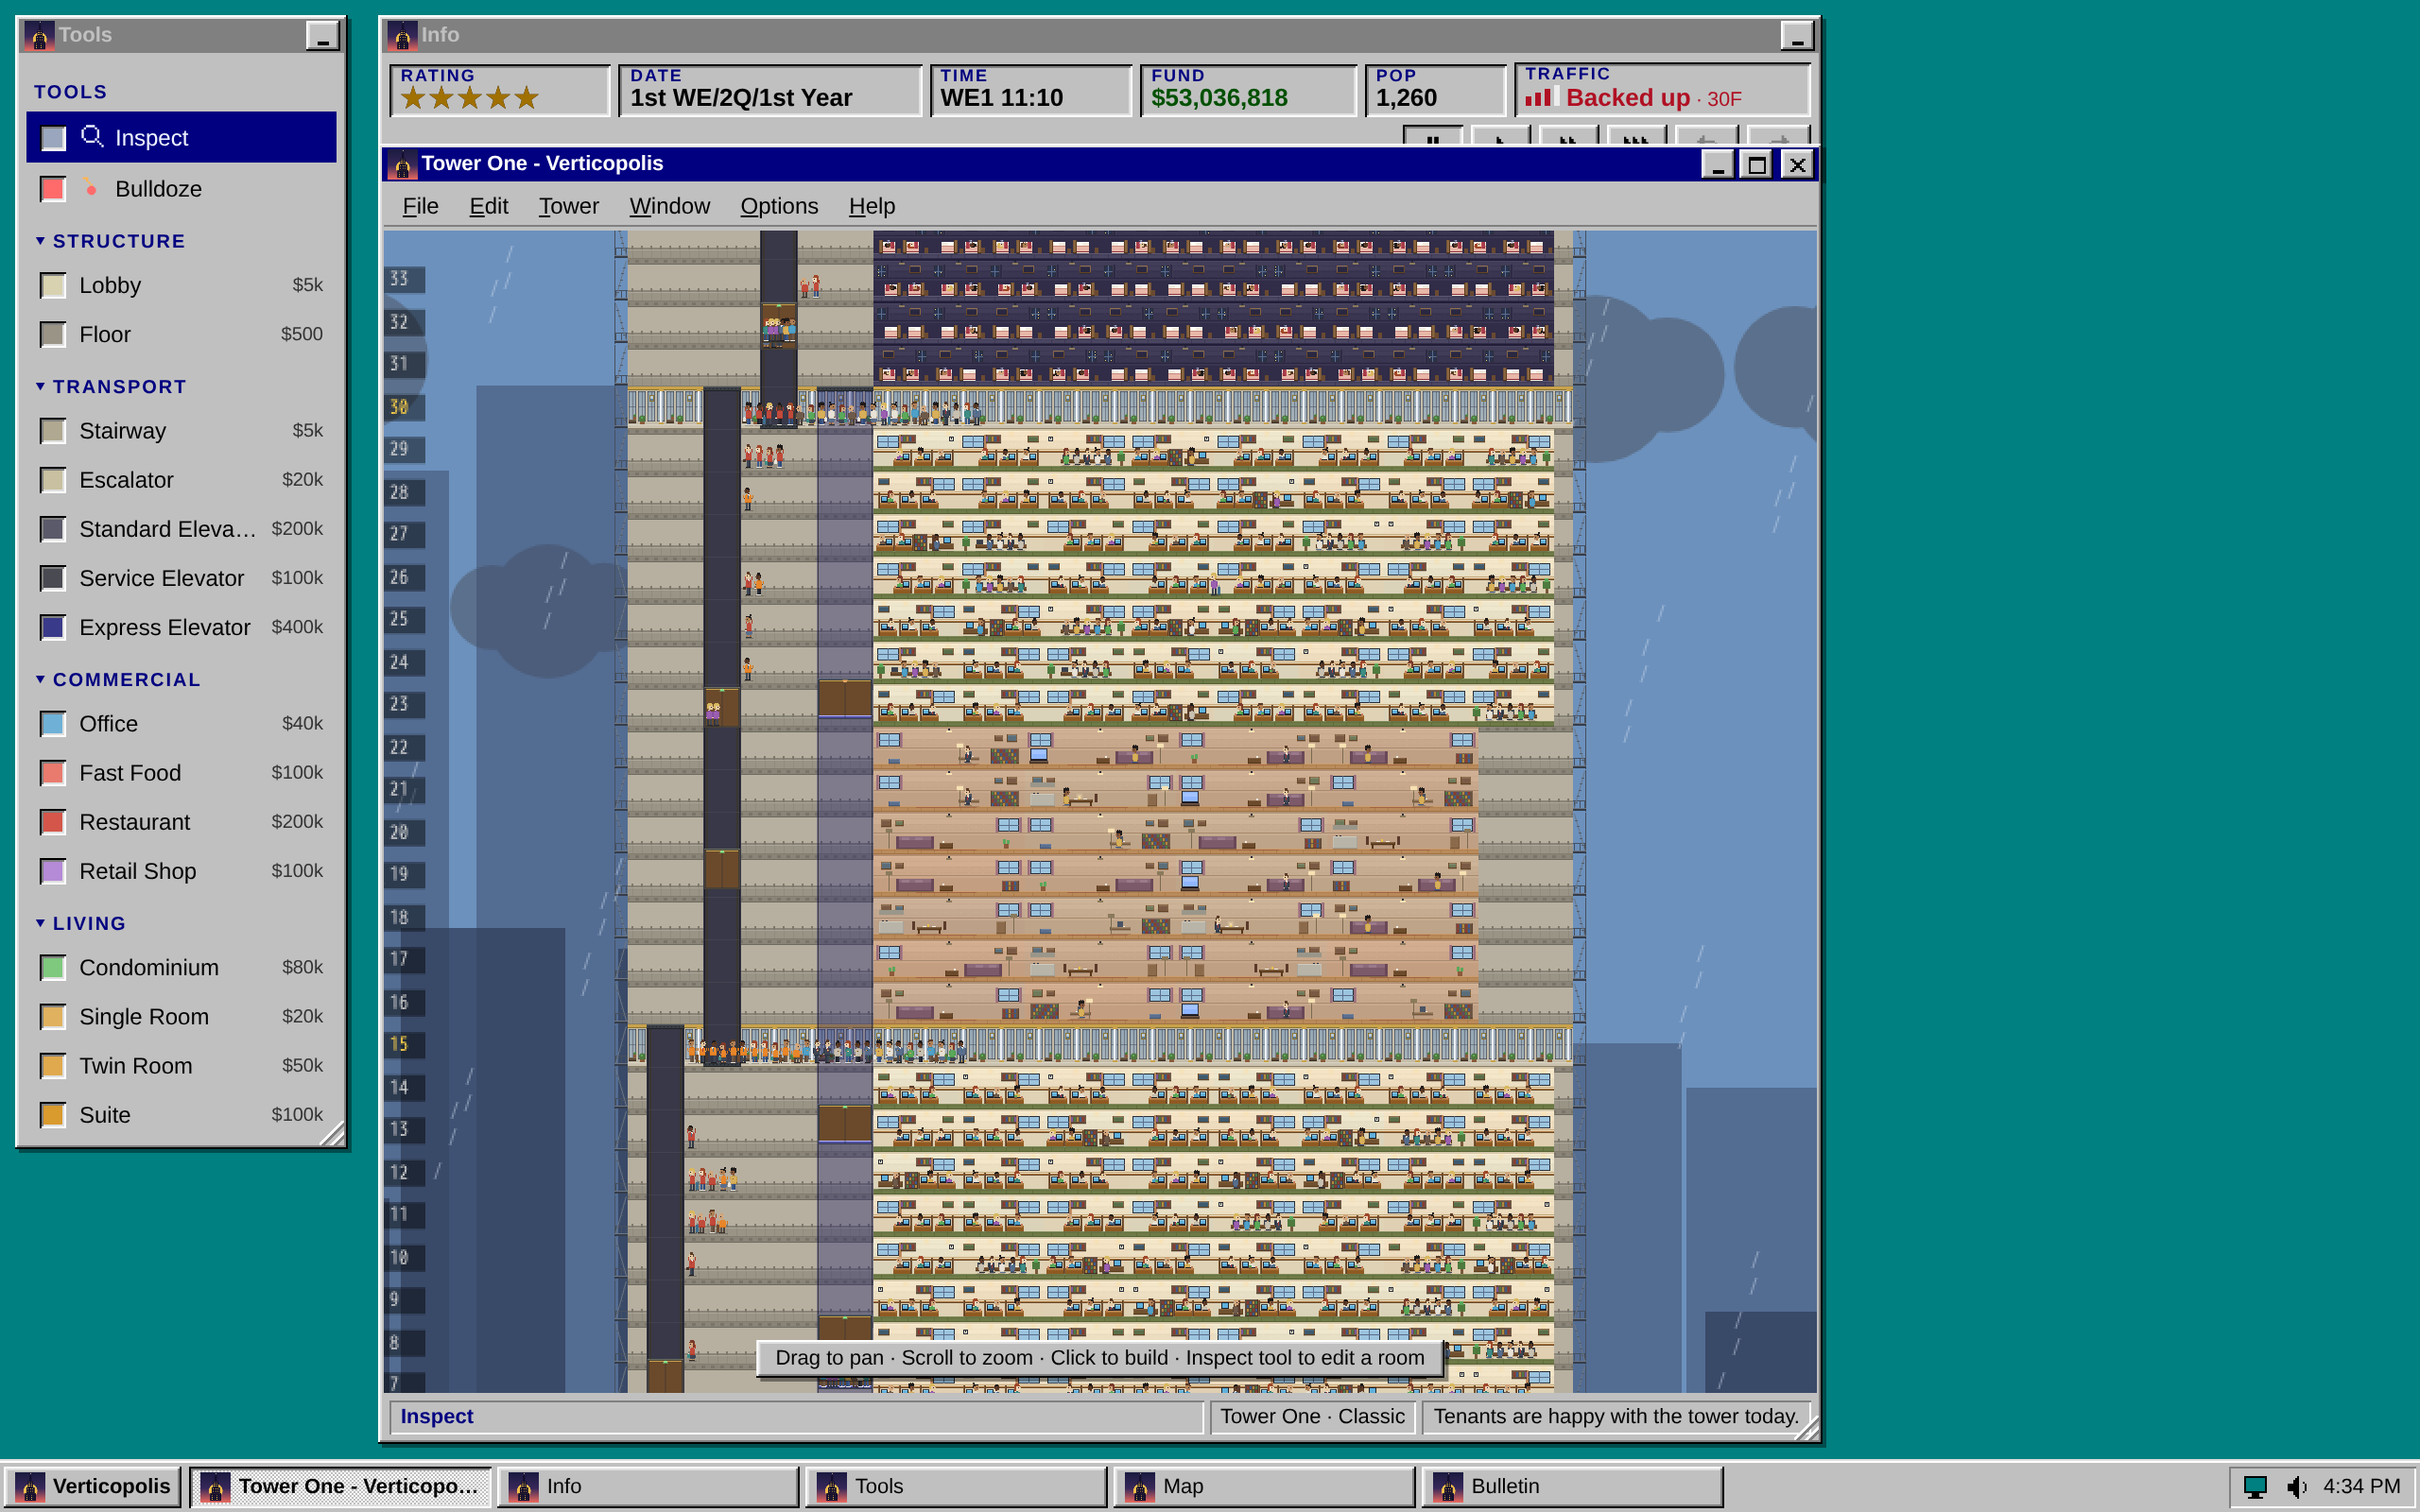 Tools
TOOLS
Inspect
Bulldoze
STRUCTURE
Lobby $5k
Floor $500
TRANSPORT
Stairway $5k
Escalator $20k
Standard Eleva… $200k
Service Elevator $100k
Express Elevator $400k
COMMERCIAL
Office $40k
Fast Food $100k
Restaurant $200k
Retail Shop $100k
LIVING
Condominium $80k
Single Room $20k
Twin Room $50k
Suite $100k
Info
RATING DATE TIME FUND POP TRAFFIC
★★★★★ 1st WE/2Q/1st Year WE1 11:10 $53,036,818 1,260 Backed up · 30F
Tower One - Verticopolis
File Edit Tower Window Options Help
33
32
31
30
29
28
27
26
25
24
23
22
21
20
19
18
17
16
15
14
13
12
11
10
9
8
7
Drag to pan · Scroll to zoom · Click to build · Inspect tool to edit a room
Inspect Tower One · Classic Tenants are happy with the tower today.
Verticopolis Tower One - Verticopo... Info Tools Map Bulletin 4:34 PM